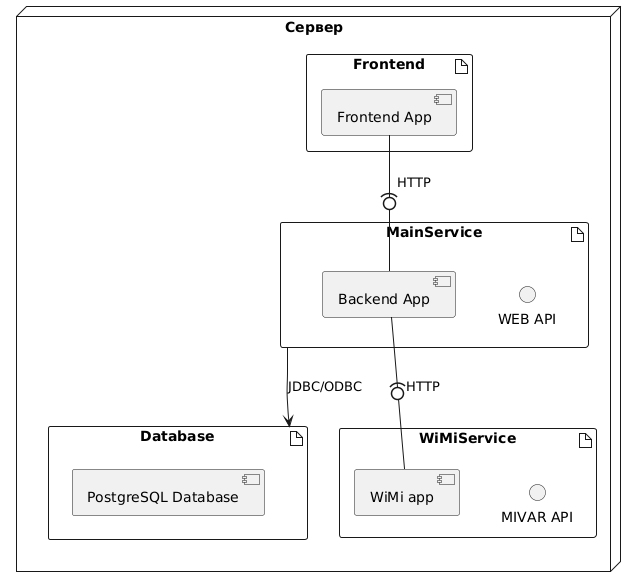 Сервер
Frontend
Frontend App
HTTP
MainService
Backend App
WEB API
JDBC/ODBC
HTTP
Database
WiMiService
PostgreSQL Database
WiMi app
MIVAR API